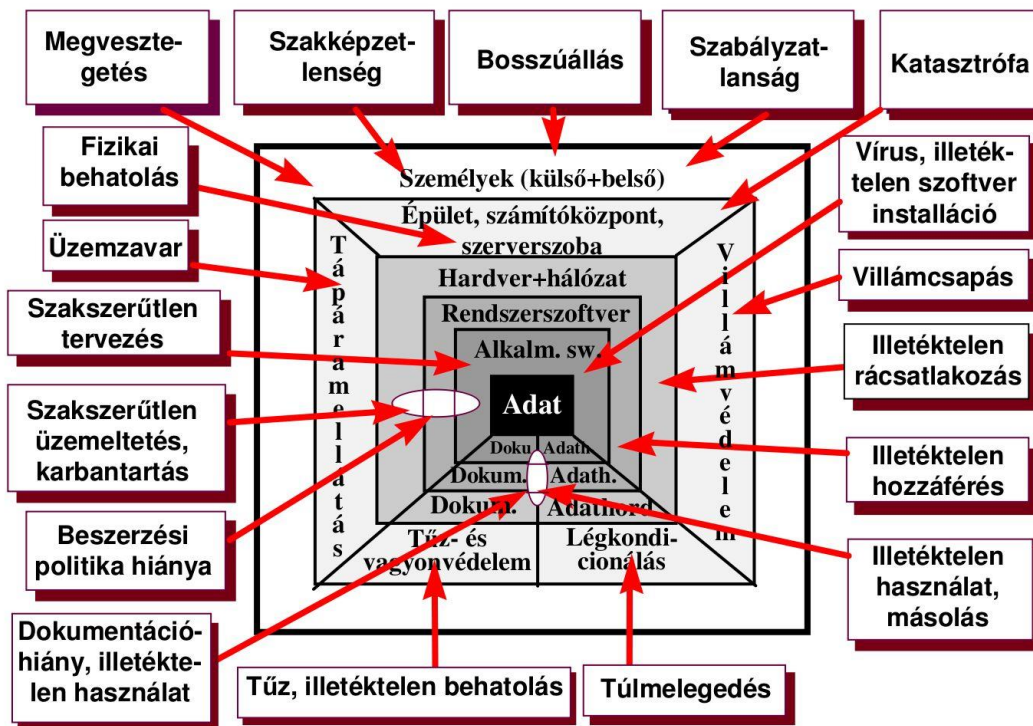 Megveszte-
getés
Szakképzet-
lenség
Bosszúállás
Szabályzat-
lanság
Katasztrófa
Fizikai
behatolás
Üzemzavar
Szakszerűtlen
tervezés
Szakszerűtlen
üzemeltetés,
karbantartás
Beszerzési
politika hiánya
Dokumentáció-
hiány, illetékte-
len használat
Személyek (külső+belső)
Épület, számítóközpont,
szerverszoba
Tápáramellátás
Hardver+hálózat
Rendszerszoftver
Alkalm. sw.
Adat
Doku
Adath
Dokum.
Adath.
Dokum.
Adathord
Tűz- és
vagyonvédelem
Légkondi-
cionálás
Villámvédelem
Vírus, illeték-
telen szoftver
installáció
Villámcsapás
Illetéktelen
rácsatlakozás
Illetéktelen
hozzáférés
Illetéktelen
használat,
másolás
Tűz, illetéktelen behatolás
Túlmelegedés